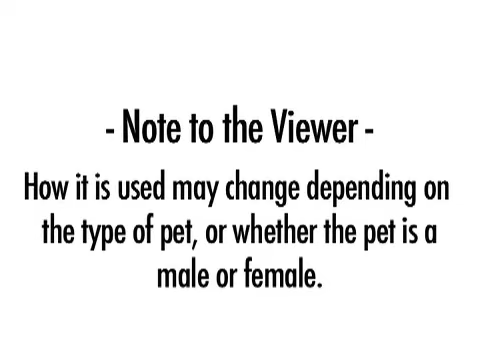 - Note to the Viewer -
How it is used may change depending on
the type of pet, or whether the pet is a
male or female.